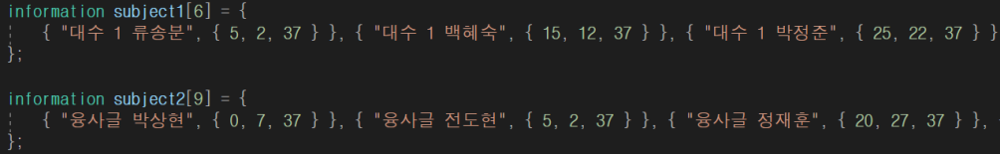 information subject1[6] = {
{ "대수 1 류송분", { 5, 2, 37 } }, { "대수 1 백혜숙", { 15, 12, 37 } }, { "대수 1 박정준", { 25, 22, 37 } }
};
information subject2[9] = {
{ "융사글 박상현", { 0, 7, 37 } }, { "융사글 전도현", { 5, 2, 37 } }, { "융사글 정재훈", { 20, 27, 37 } },
};